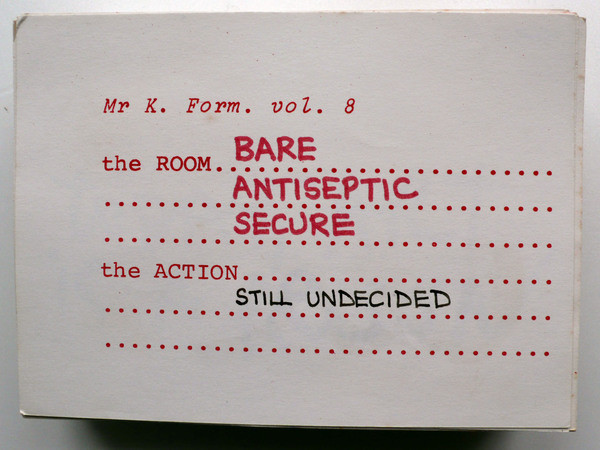 Mr K. Form. vol. 8
the ROOM. BARE
ANTISEPTIC
SECURE
the ACTION
STILL UNDECIDED